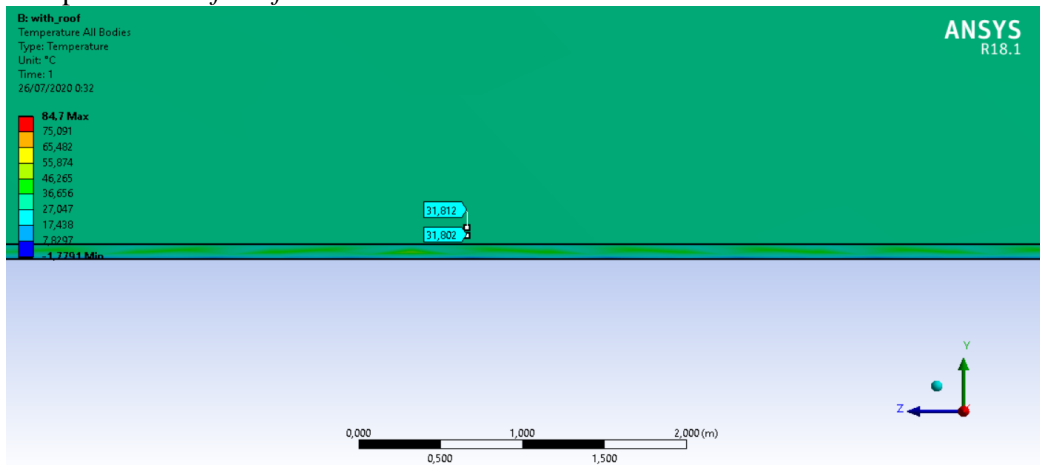 B: with_roof
Temperature All Bodies
Type: Temperature
Unit: °C
Time: 1
26/07/2020 0:32
ANSYS
R18.1
84,7 Max
75,091
65,482
55,874
46,265
36,656
27,047
17,438
7,8297
-1,7791 Min
31,812
31,802
Y
Z
0,000
1,000
2,000 (m)
0,500
1,500